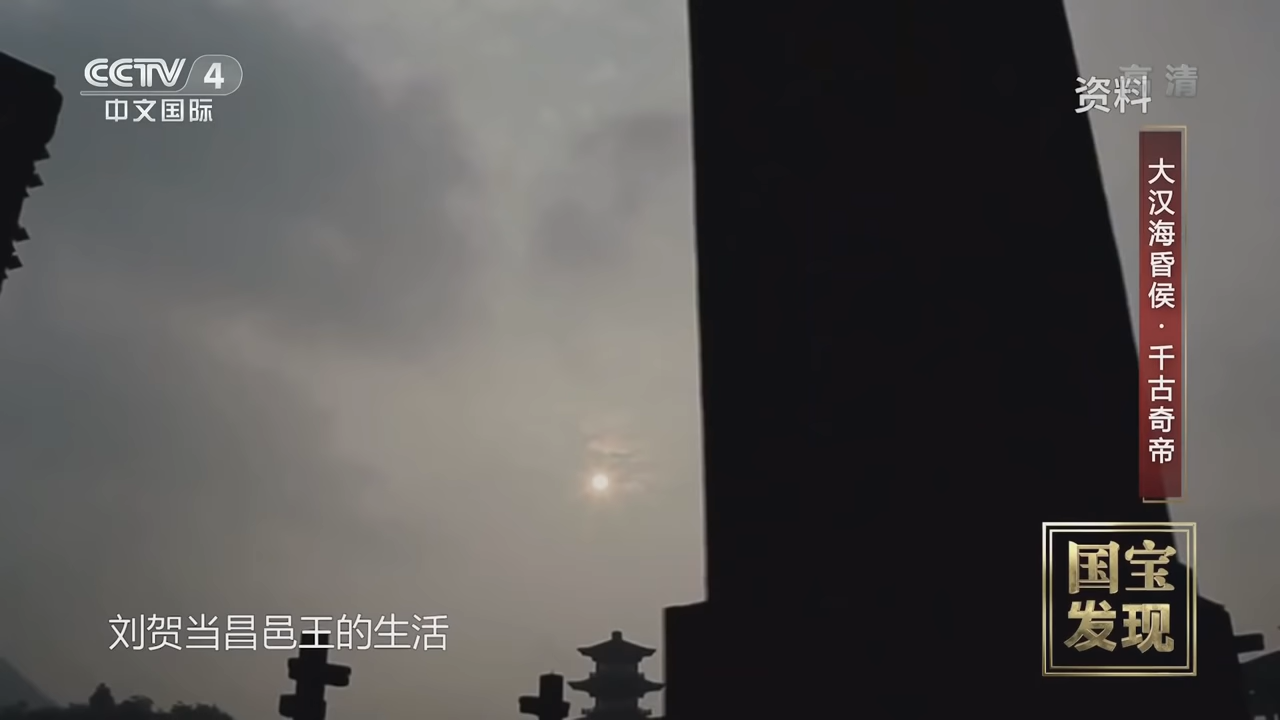 CCTV 4
中文国际
高清
资料
大汉海昏侯·千古奇帝
国宝
发现
刘贺当昌邑王的生活